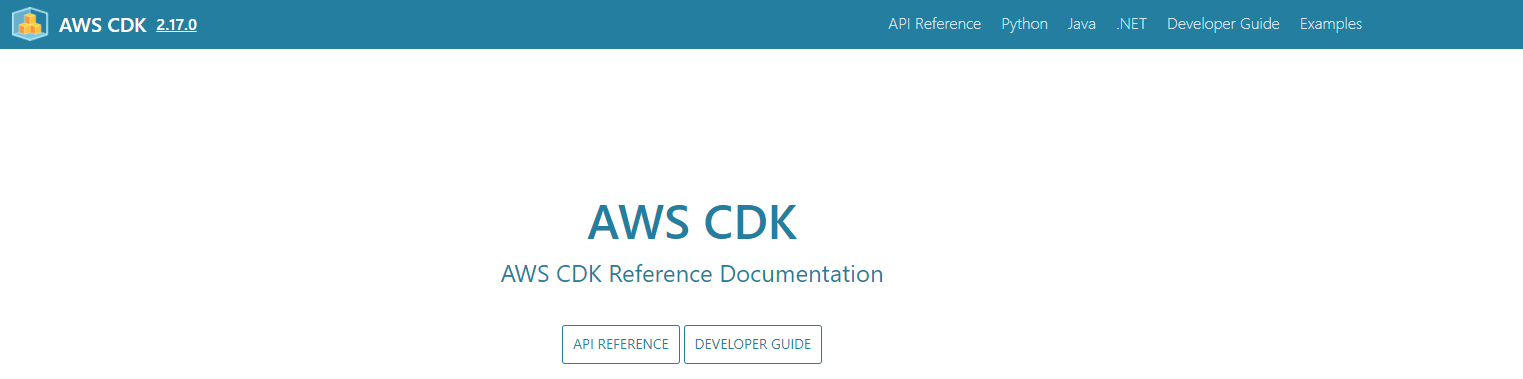 AWS CDK 2.17.0 API Reference Python Java .NET Developer Guide Examples
AWS CDK
AWS CDK Reference Documentation
API REFERENCE DEVELOPER GUIDE